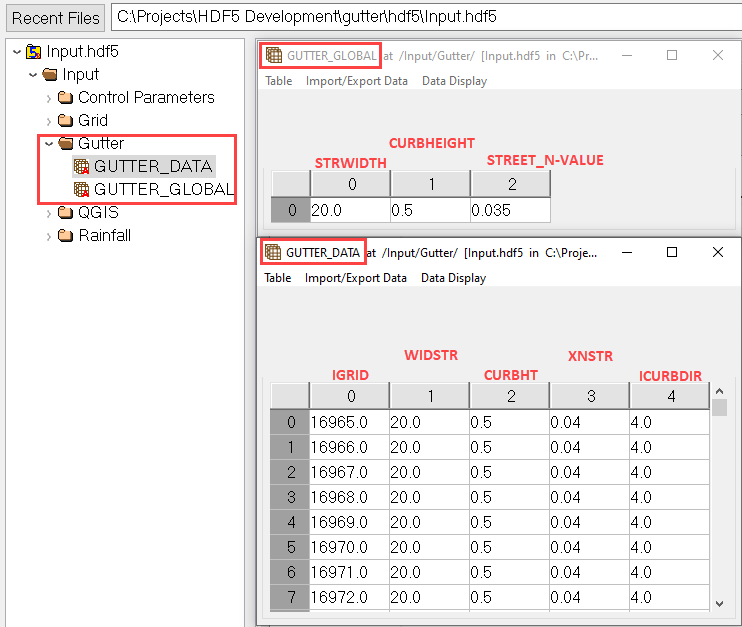 Recent Files C:\Projects\HDF5 Development\gutter\hdf5\Input.hdf5
Input.hdf5
Input
Control Parameters
Grid
Gutter
GUTTER_DATA
GUTTER_GLOBAL
QGIS
Rainfall
GUTTER_GLOBAL at /Input/Gutter/ [Input.hdf5 in C:\Pr...
Table Import/Export Data Data Display
CURBHEIGHT
STRWIDTH STREET_N-VALUE
0 1 2
0 20.0 0.5 0.035
GUTTER_DATA at /Input/Gutter/ [Input.hdf5 in C:\Proje...
Table Import/Export Data Data Display
WIDSTR XNSTR
IGRID CURBHT ICURBDIR
0 1 2 3 4
0 16965.0 20.0 0.5 0.04 4.0
1 16966.0 20.0 0.5 0.04 4.0
2 16967.0 20.0 0.5 0.04 4.0
3 16968.0 20.0 0.5 0.04 4.0
4 16969.0 20.0 0.5 0.04 4.0
5 16970.0 20.0 0.5 0.04 4.0
6 16971.0 20.0 0.5 0.04 4.0
7 16972.0 20.0 0.5 0.04 4.0